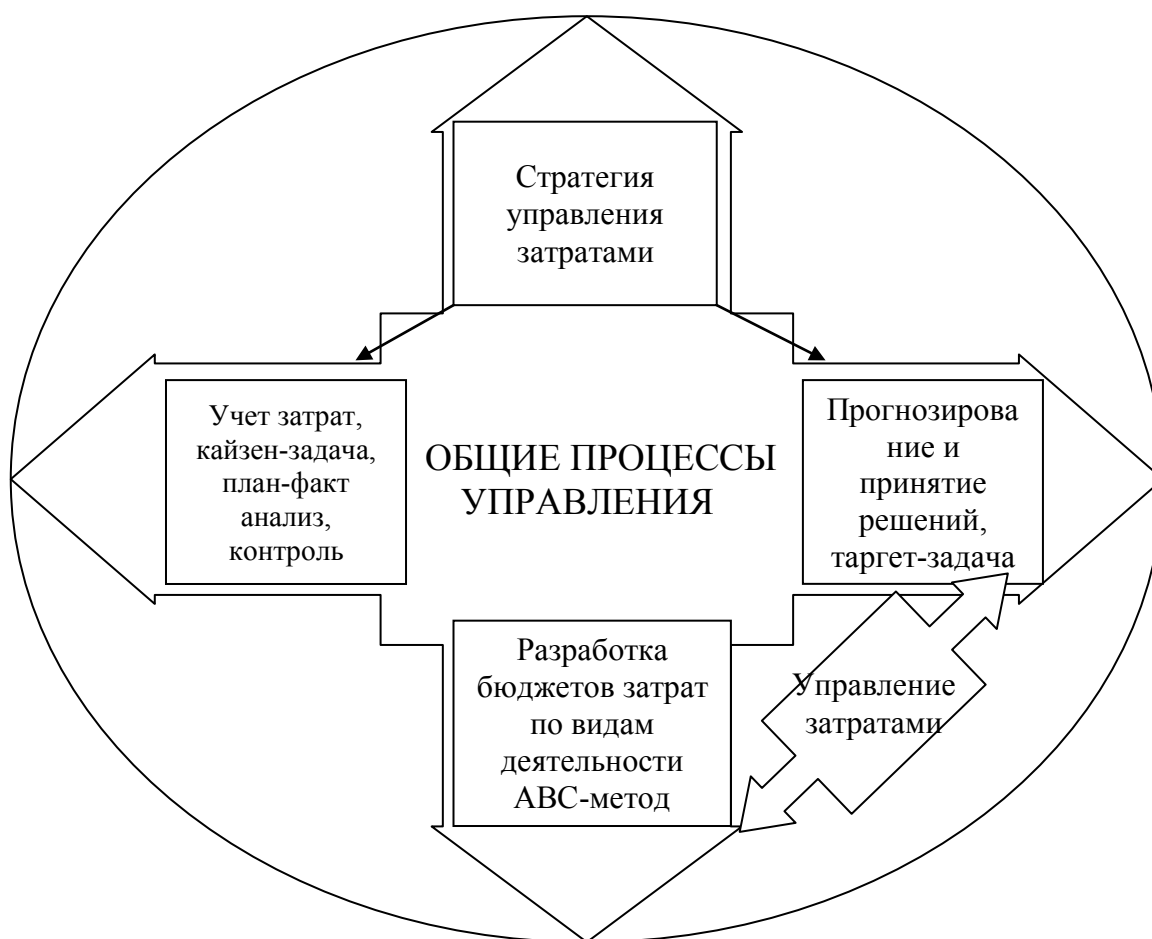 Стратегия
управления
затратами
Учет затрат,
кайзен-задача,
план-факт
анализ,
контроль
ОБЩИЕ ПРОЦЕССЫ
УПРАВЛЕНИЯ
Прогнозирова
ние и
принятие
решений,
таргет-задача
Разработка
бюджетов затрат
по видам
деятельности
АВС-метод
Управление
затратами